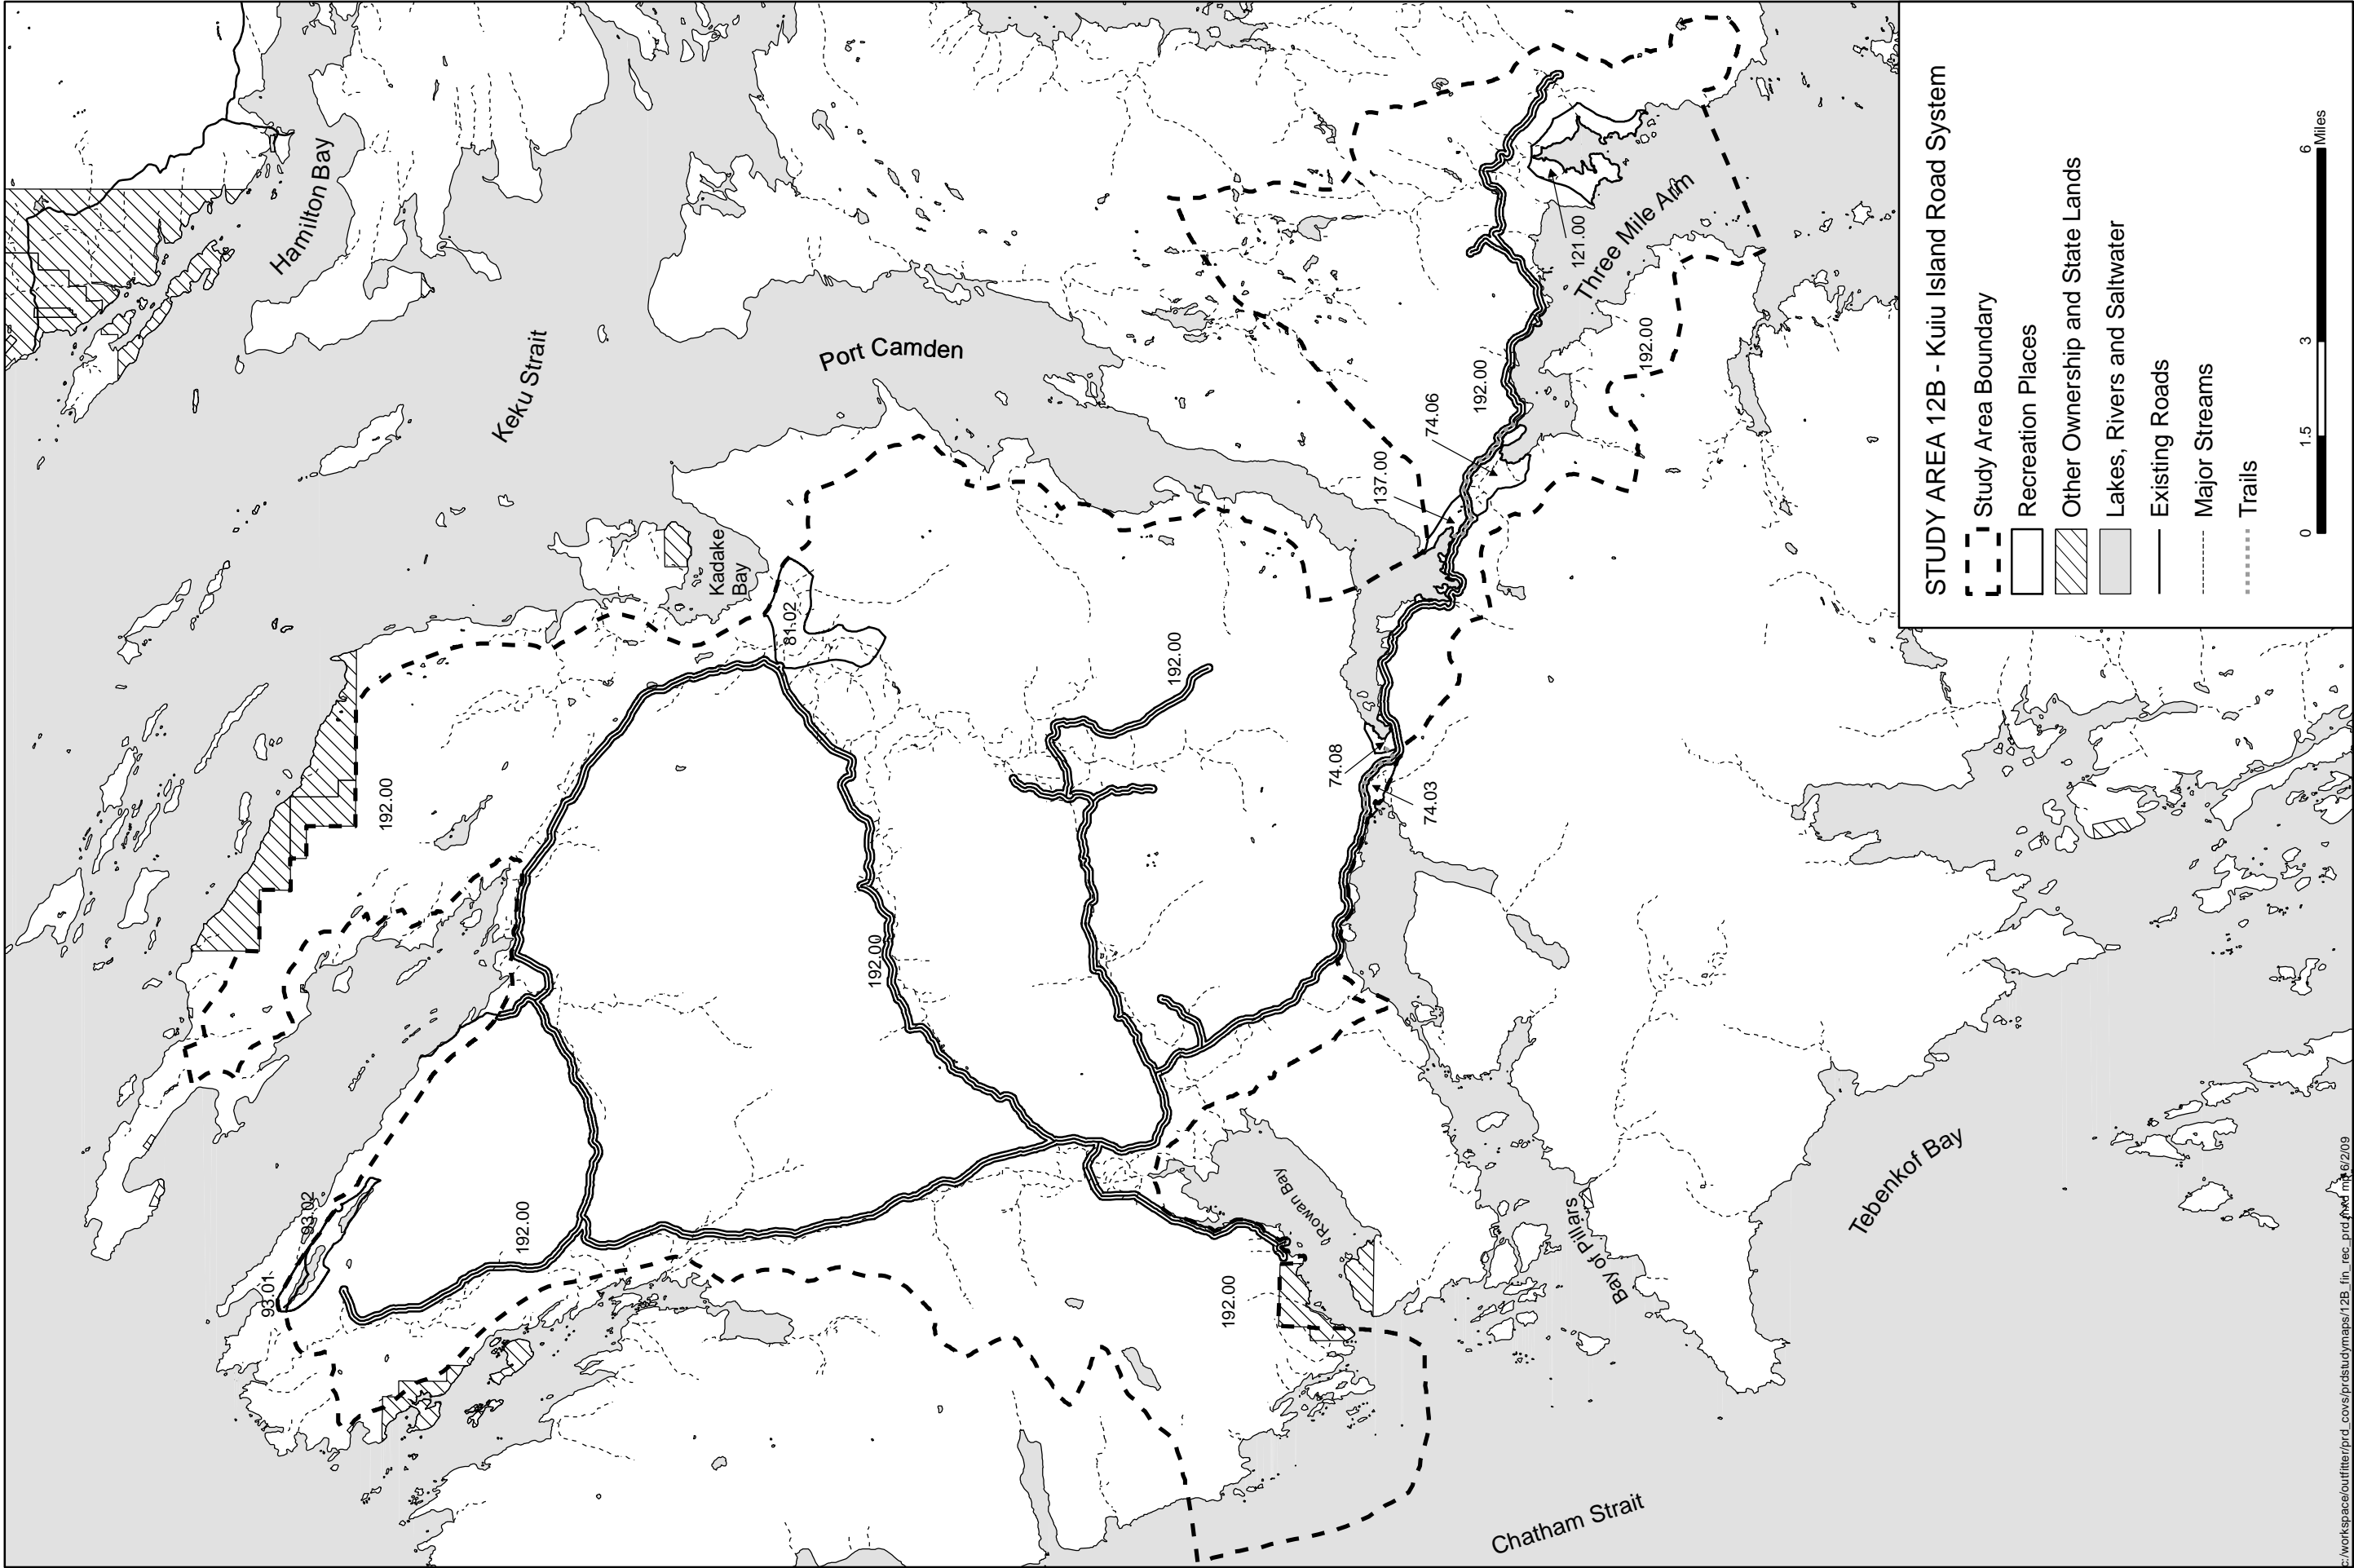 Hamilton Bay
Keku Strait
Port Camden
Kadake
Bay
81.02
192.00
192.00
192.00
93.02
93.01
192.00
192.00
Rowan Bay
Bay of Pillars
Tebenkof Bay
Chatham Strait
74.08
74.03
137.00
74.06
192.00
192.00
121.00
Three Mile Arm
STUDY AREA 12B - Kuiu Island Road System
Study Area Boundary
Recreation Places
Other Ownership and State Lands
Lakes, Rivers and Saltwater
Existing Roads
Major Streams
Trails
0 1.5 3 6
Miles